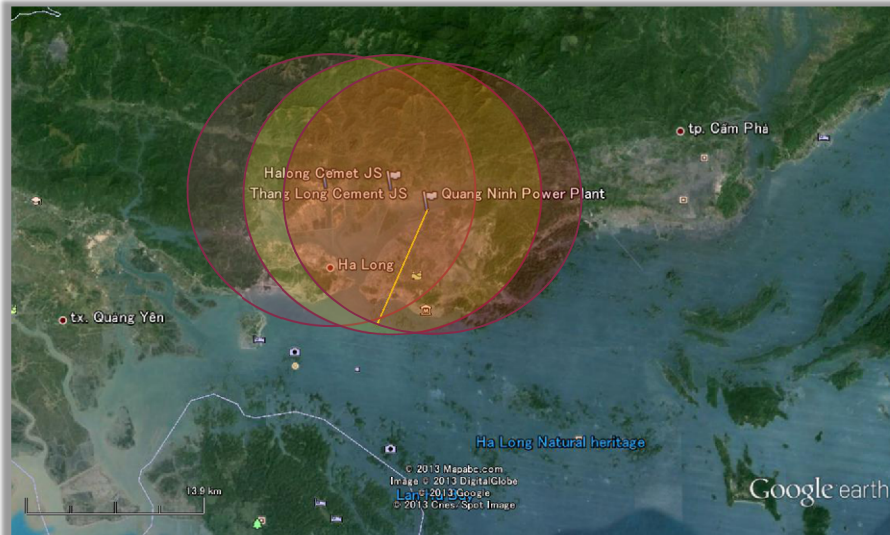 tp. Cẩm Phả
Halong Cemet JS
Thang Long Cement JS
Quang Ninh Power Plant
Ha Long
tx. Quảng Yên
Ha Long Natural heritage
© 2013 Mapabc.com
Image © 2013 DigitalGlobe
© 2013 Google
© 2013 Cnes/Spot Image
13.9 km
Google earth